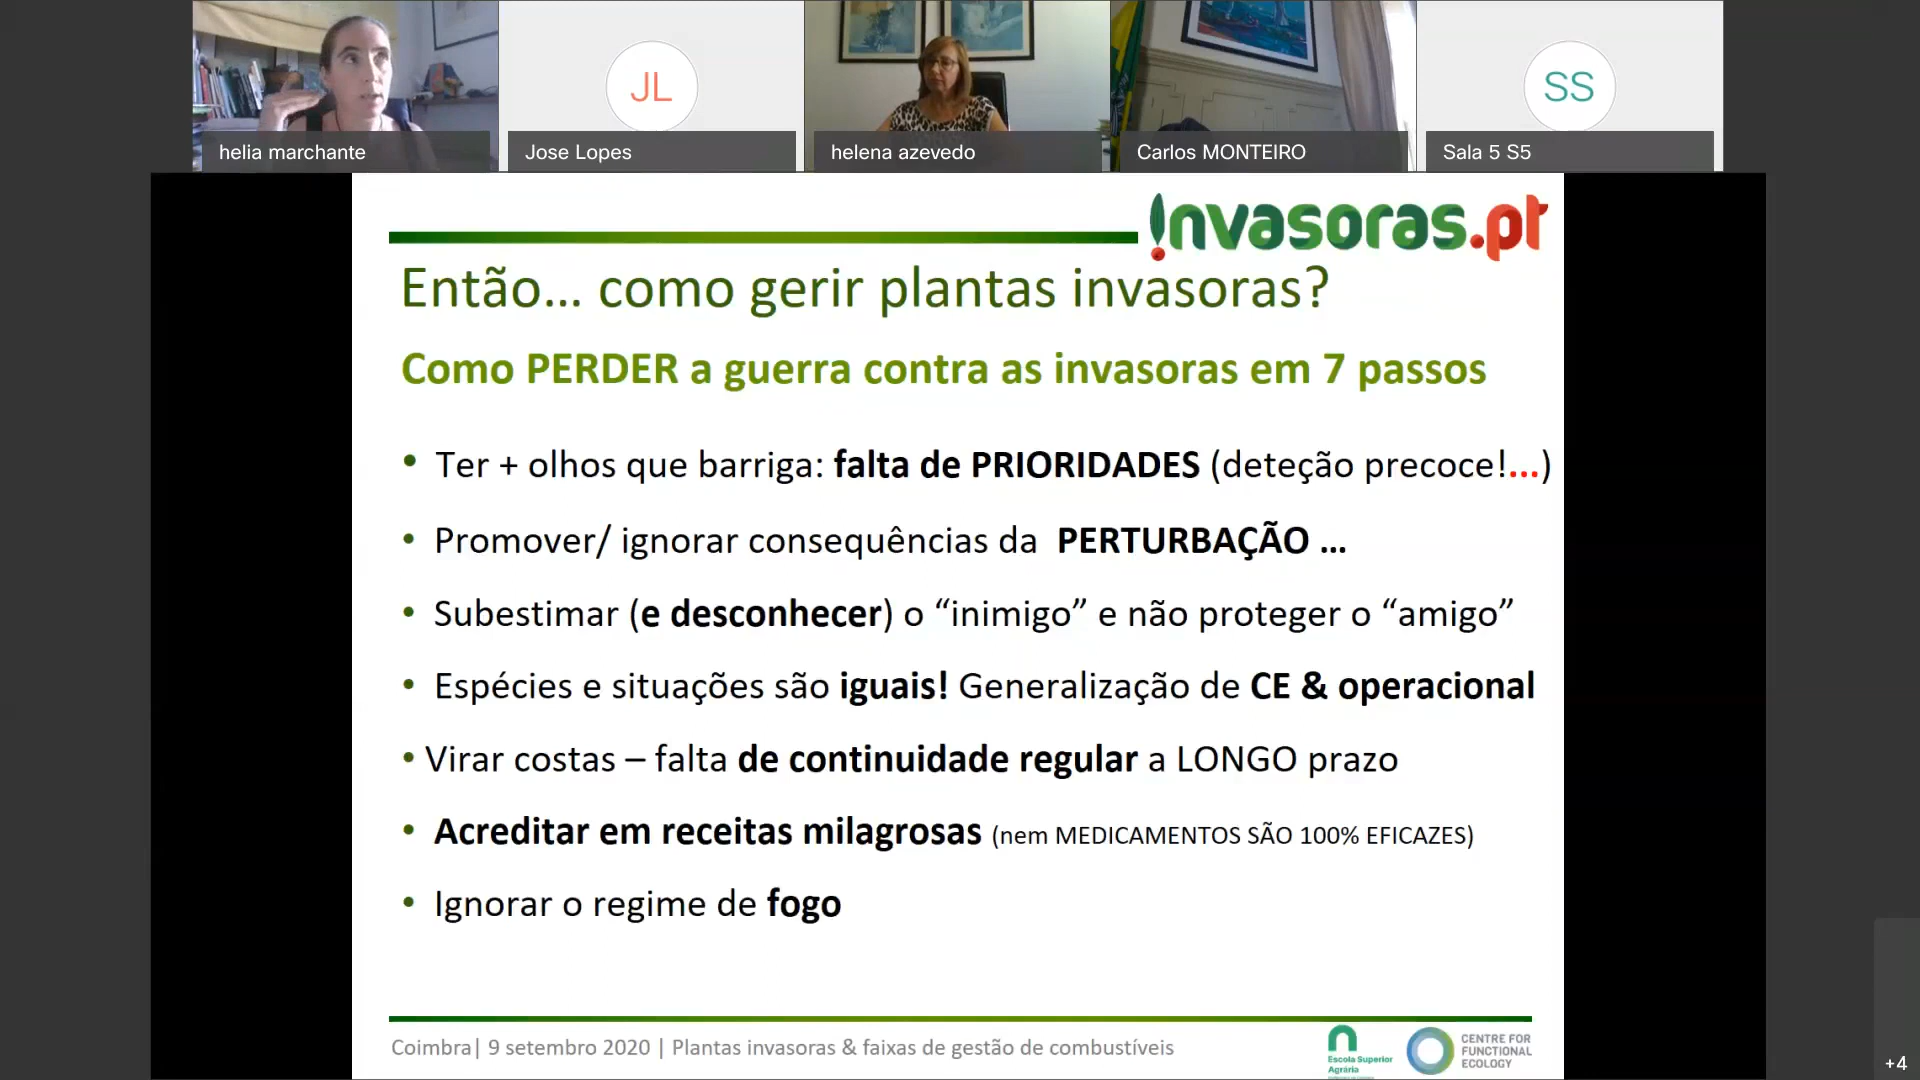 JL
SS
helia marchante
Jose Lopes
helena azevedo
Carlos MONTEIRO
Sala 5 S5
invasoras.pt
Então... como gerir plantas invasoras?
Como PERDER a guerra contra as invasoras em 7 passos
• Ter + olhos que barriga: falta de PRIORIDADES (deteção precoce!...)
• Promover/ ignorar consequências da PERTURBAÇÃO ...
• Subestimar (e desconhecer) o “inimigo” e não proteger o “amigo”
• Espécies e situações são iguais! Generalização de CE & operacional
• Virar costas – falta de continuidade regular a LONGO prazo
• Acreditar em receitas milagrosas (nem MEDICAMENTOS SÃO 100% EFICAZES)
• Ignorar o regime de fogo
Coimbra| 9 setembro 2020 | Plantas invasoras & faixas de gestão de combustíveis
Escola Superior
Agrária
CENTRE FOR
FUNCTIONAL
ECOLOGY
+4